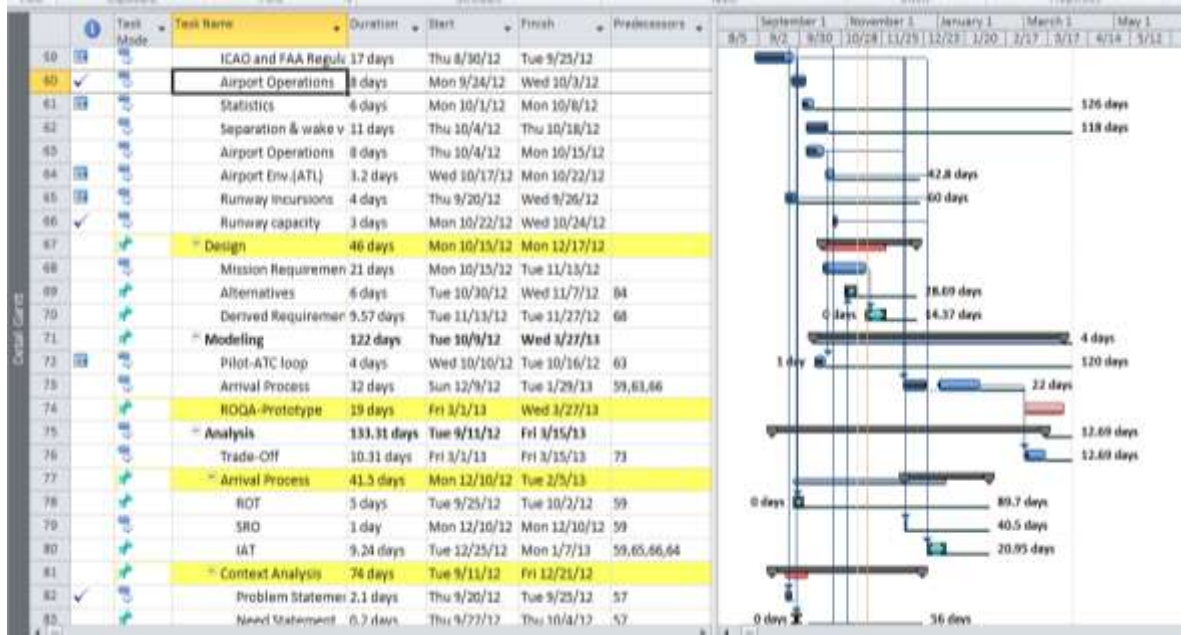 Task Mode Task Name Duration Start Finish Predecessors September 1 November 1 January 1 March 1 May 1
8/5 9/2 9/30 10/28 11/25 12/23 1/20 2/17 3/17 4/14 5/12
59 ICAO and FAA Regula 17 days Thu 8/30/12 Tue 9/25/12
60 Airport Operations 8 days Mon 9/24/12 Wed 10/3/12
61 Statistics 6 days Mon 10/1/12 Mon 10/8/12 126 days
62 Separation & wake v 11 days Thu 10/4/12 Thu 10/18/12 118 days
63 Airport Operations 8 days Thu 10/4/12 Mon 10/15/12
64 Airport Env.(ATL) 3.2 days Wed 10/17/12 Mon 10/22/12 42.8 days
65 Runway Incursions 4 days Thu 9/20/12 Wed 9/26/12 60 days
66 Runway capacity 3 days Mon 10/22/12 Wed 10/24/12
67 Design 46 days Mon 10/15/12 Mon 12/17/12
68 Mission Requiremen 21 days Mon 10/15/12 Tue 11/13/12
69 Alternatives 6 days Tue 10/30/12 Wed 11/7/12 84 28.69 days
70 Derived Requiremer 9.57 days Tue 11/13/12 Tue 11/27/12 68 0 days 14.37 days
71 Modeling 122 days Tue 10/9/12 Wed 3/27/13 4 days
72 Pilot-ATC loop 4 days Wed 10/10/12 Tue 10/16/12 63 1 day 120 days
73 Arrival Process 32 days Sun 12/9/12 Tue 1/29/13 59,63,66 22 days
74 ROQA-Prototype 19 days Fri 3/1/13 Wed 3/27/13
75 Analysis 133.31 days Tue 9/11/12 Fri 3/15/13 12.69 days
76 Trade-Off 10.31 days Fri 3/1/13 Fri 3/15/13 73 12.69 days
77 Arrival Process 41.5 days Mon 12/10/12 Tue 2/5/13
78 ROT 5 days Tue 9/25/12 Tue 10/2/12 59 0 days 89.7 days
79 SRO 1 day Mon 12/10/12 Mon 12/10/12 59 40.5 days
80 IAT 9.24 days Tue 12/25/12 Mon 1/7/13 59,65,66,64 20.95 days
81 Context Analysis 74 days Tue 9/11/12 Fri 12/21/12
82 Problem Statemer 2.1 days Thu 9/20/12 Tue 9/25/12 57
83 Need Statement 0.2 days Thu 9/27/12 Thu 10/4/12 57 0 days 56 days
Detail Gantt